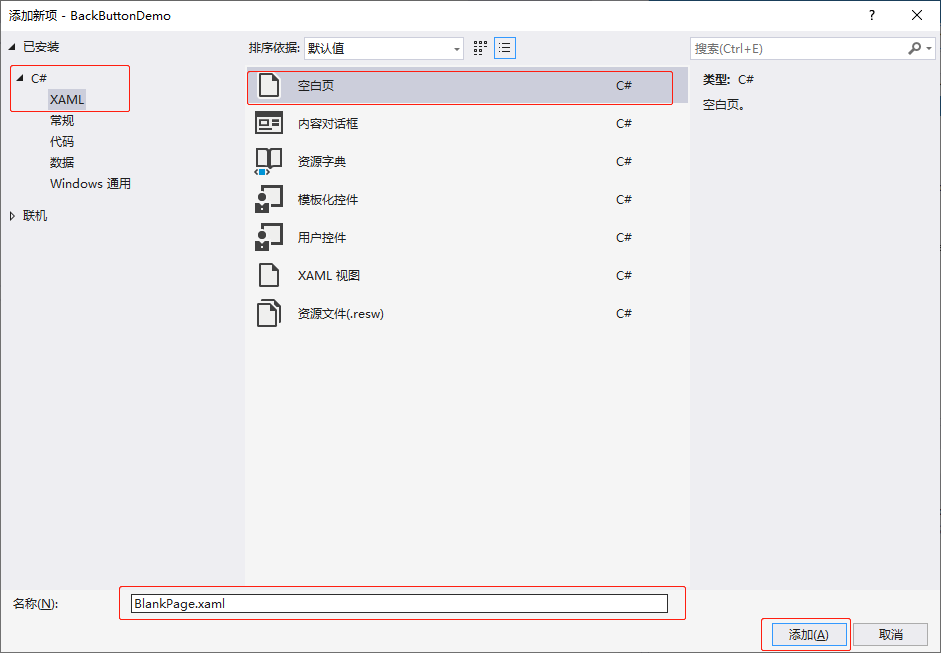 添加新项 - BackButtonDemo
?
已安装
排序依据: 默认值
搜索(Ctrl+E)
C#
XAML
常规
代码
数据
Windows 通用
联机
空白页 C#
内容对话框 C#
资源字典 C#
模板化控件 C#
用户控件 C#
XAML 视图 C#
资源文件(.resw) C#
类型: C#
空白页。
名称(N): BlankPage.xaml
添加(A) 取消